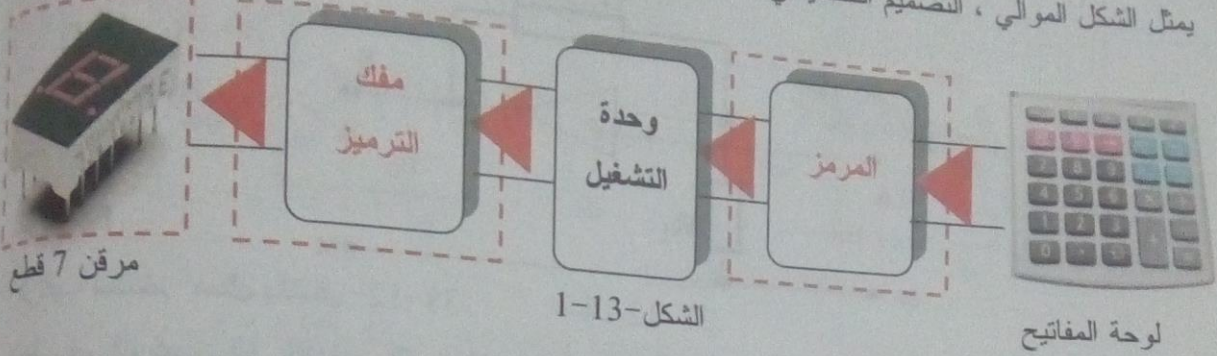 يمثل الشكل الموالي ، التصميم
لوحة المفاتيح
المرمز
وحدة
التشغيل
مفك
الترميز
مرقن 7 قطع
الشكل-13-1